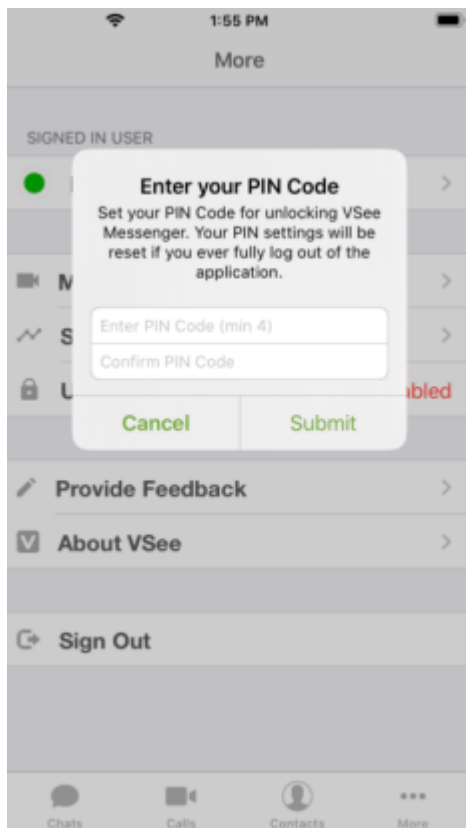 1:55 PM
More
SIGNED IN USER
Enter your PIN Code
Set your PIN Code for unlocking VSee
Messenger. Your PIN settings will be
reset if you ever fully log out of the
application.
M
Enter PIN Code (min 4)
S
Confirm PIN Code
U
abled
Cancel
Submit
Provide Feedback
About VSee
Sign Out
Chats
Calls
Contacts
More